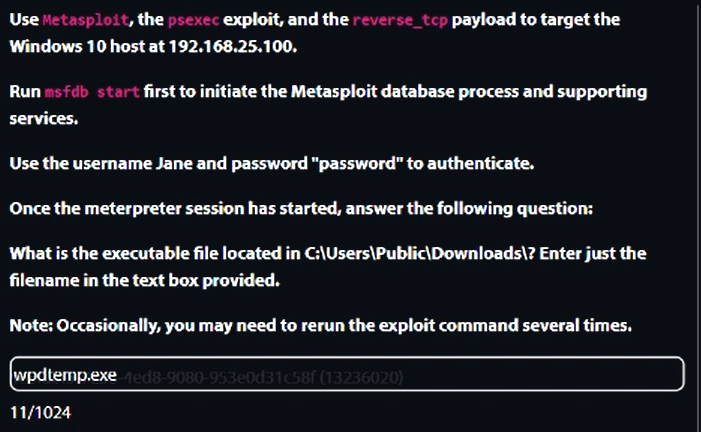 Use Metasploit, the psexec exploit, and the reverse_tcp payload to target the
Windows 10 host at 192.168.25.100.
Run msfdb start first to initiate the Metasploit database process and supporting
services.
Use the username Jane and password "password" to authenticate.
Once the meterpreter session has started, answer the following question:
What is the executable file located in C:\Users\Public\Downloads\? Enter just the
filename in the text box provided.
Note: Occasionally, you may need to rerun the exploit command several times.
wpdtemp.exe -4ed8-9080-953e0d31c58f (13236020)
11/1024